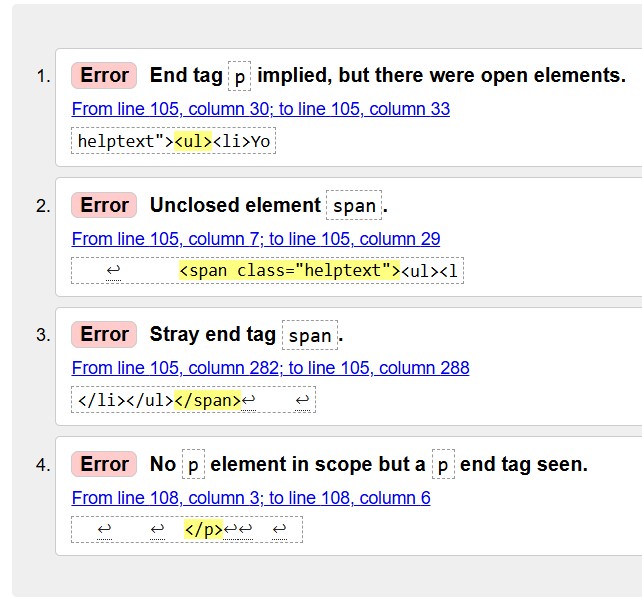 1. Error End tag p implied, but there were open elements.
From line 105, column 30; to line 105, column 33
helptext"><ul><li>Yo
2. Error Unclosed element span.
From line 105, column 7; to line 105, column 29
↩ <span class="helptext"><ul><l
3. Error Stray end tag span.
From line 105, column 282; to line 105, column 288
</li></ul></span>↩ ↩
4. Error No p element in scope but a p end tag seen.
From line 108, column 3; to line 108, column 6
↩ ↩ </p>↩↩ ↩